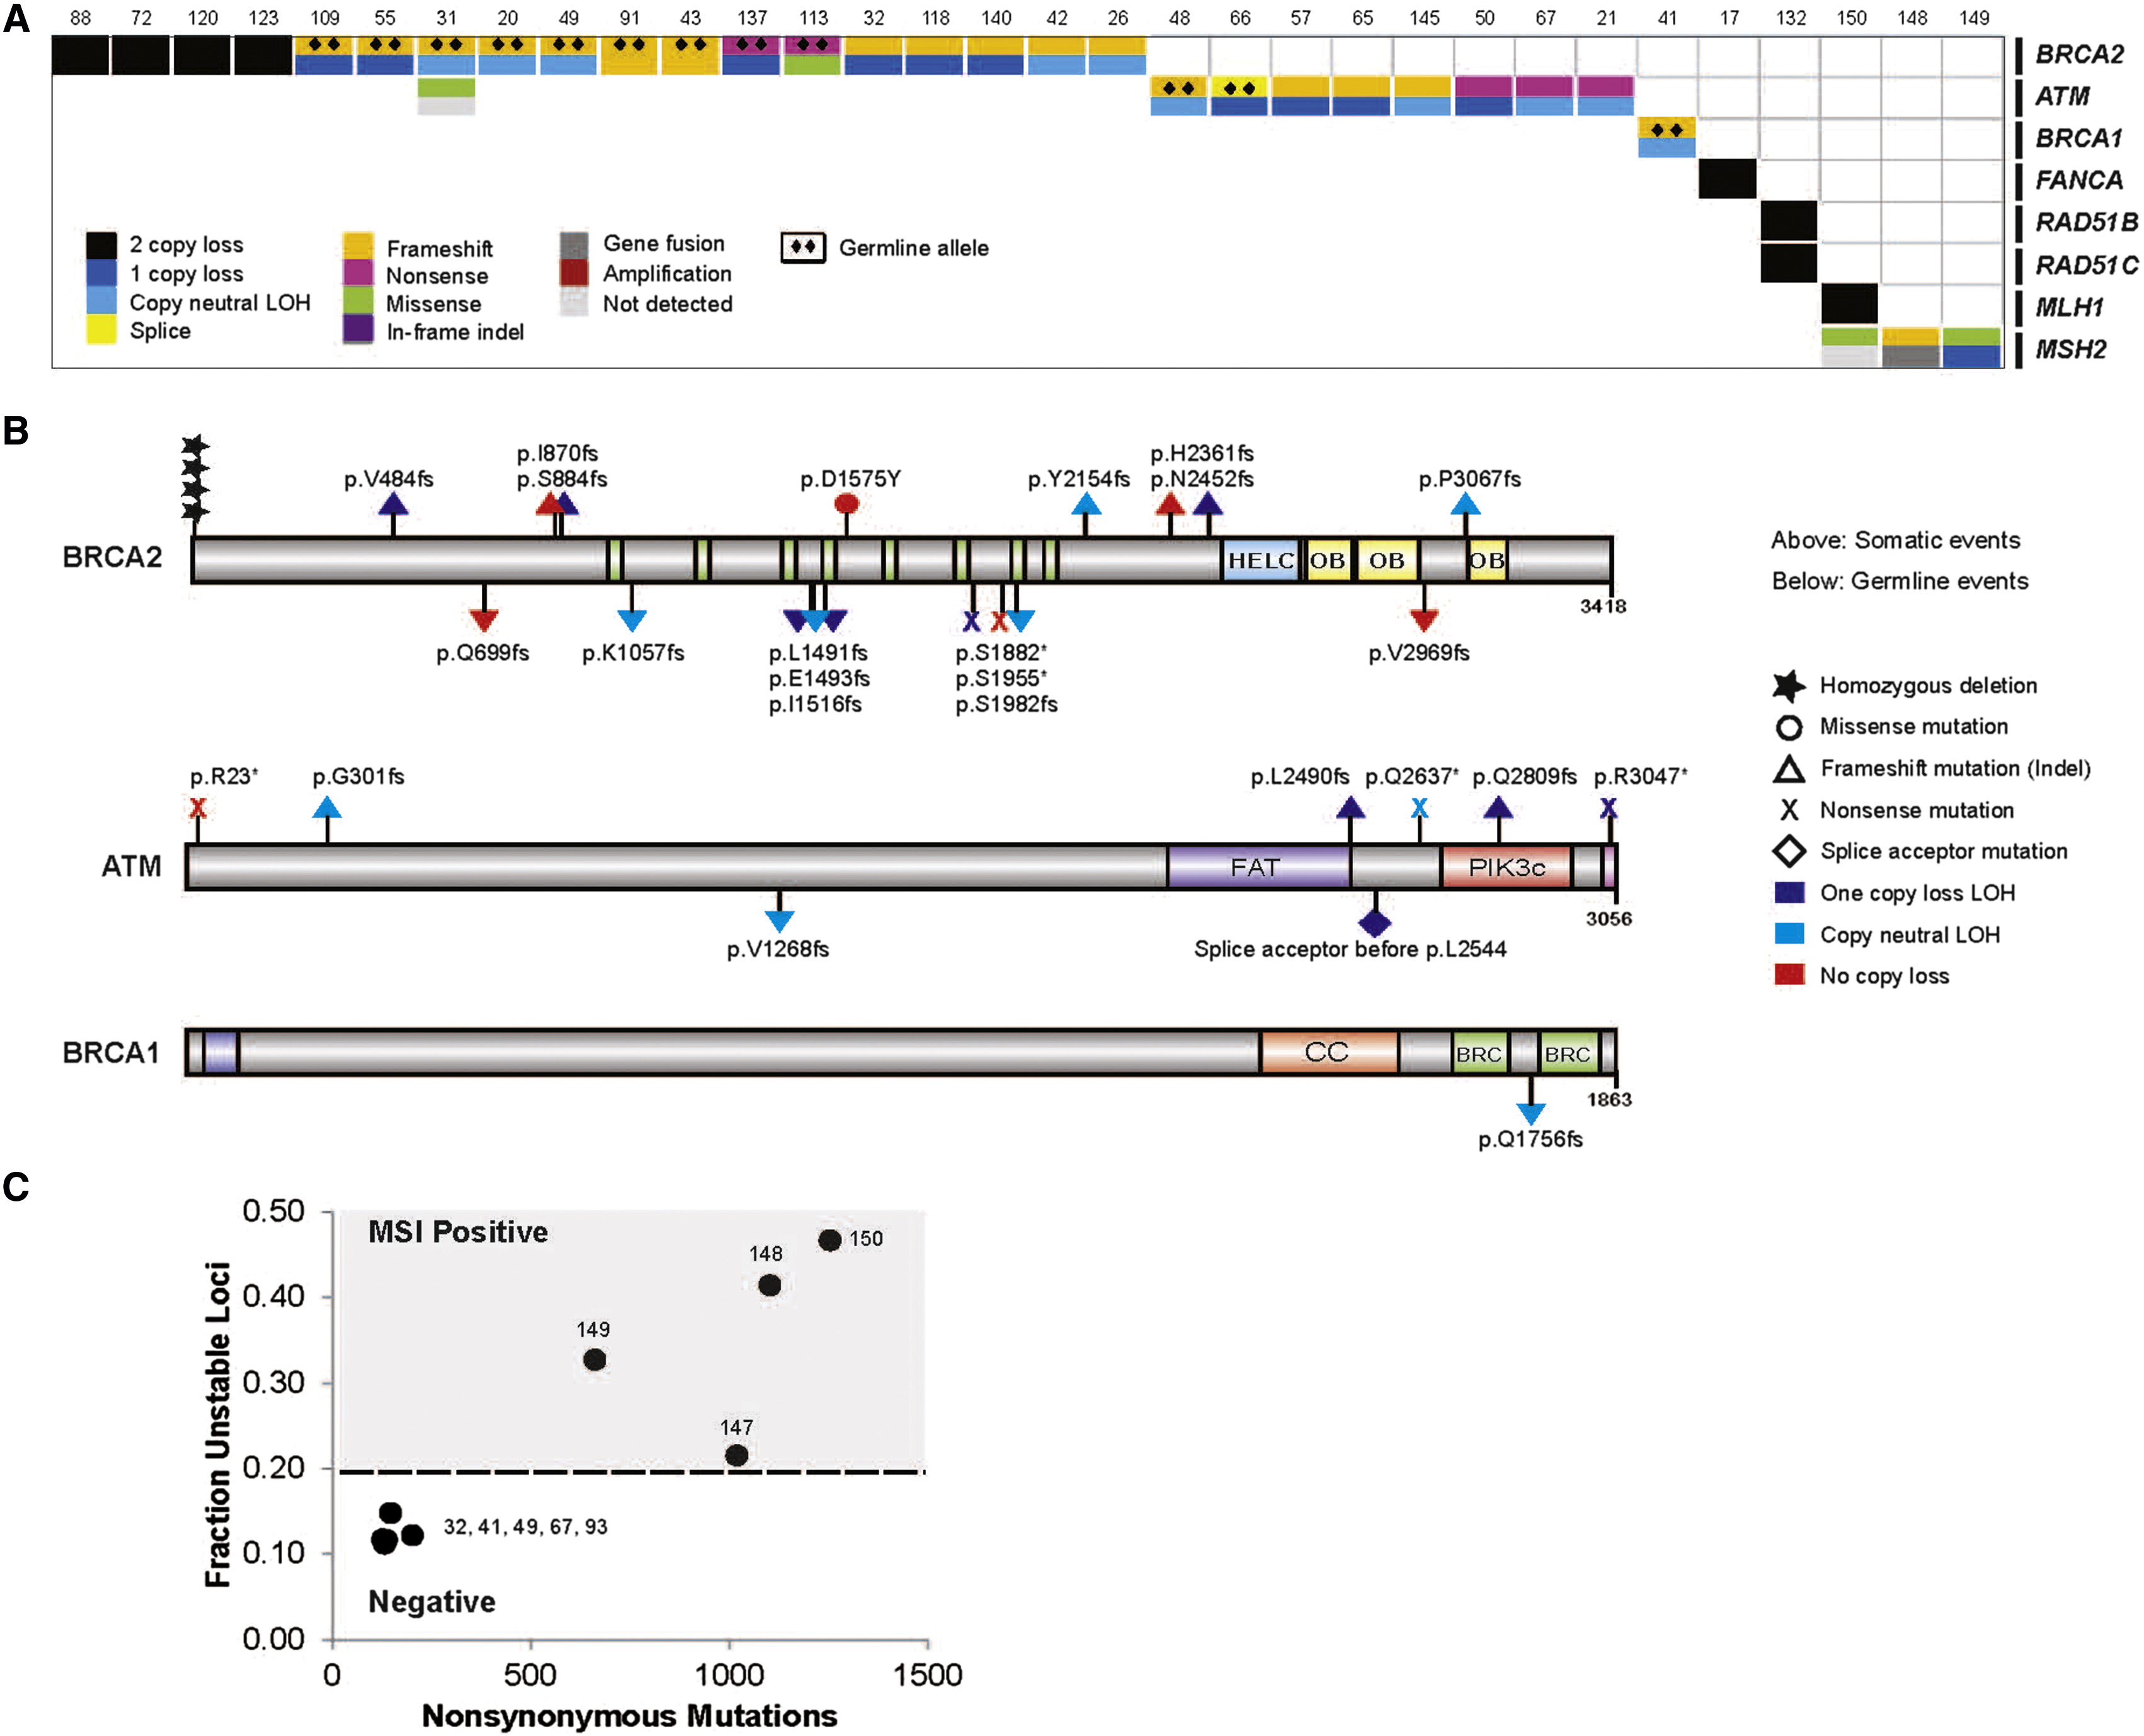 A
88 72 120 123 109 55 31 20 49 91 43 137 113 32 118 140 42 26 48 66 57 65 145 50 67 21 41 17 132 150 148 149
BRCA2
ATM
BRCA1
FANCA
RAD51B
RAD51C
MLH1
MSH2
2 copy loss
1 copy loss
Copy neutral LOH
Splice
Frameshift
Nonsense
Missense
In-frame indel
Gene fusion
Amplification
Not detected
Germline allele
B
p.V484fs
p.I870fs
p.S884fs
p.D1575Y
p.Y2154fs
p.H2361fs
p.N2452fs
p.P3067fs
BRCA2
HELC OB OB OB
3418
p.Q699fs
p.K1057fs
p.L1491fs
p.E1493fs
p.I1516fs
p.S1882*
p.S1955*
p.S1982fs
p.V2969fs
Above: Somatic events
Below: Germline events
p.R23* p.G301fs p.L2490fs p.Q2637* p.Q2809fs p.R3047*
X X X
ATM
FAT PIK3c
3056
p.V1268fs
Splice acceptor before p.L2544
BRCA1
CC BRC BRC
1863
p.Q1756fs
Homozygous deletion
Missense mutation
Frameshift mutation (Indel)
X Nonsense mutation
Splice acceptor mutation
One copy loss LOH
Copy neutral LOH
No copy loss
C
MSI Positive
150
148
149
147
32, 41, 49, 67, 93
Negative
Fraction Unstable Loci
0.50
0.40
0.30
0.20
0.10
0.00
0 500 1000 1500
Nonsynonymous Mutations